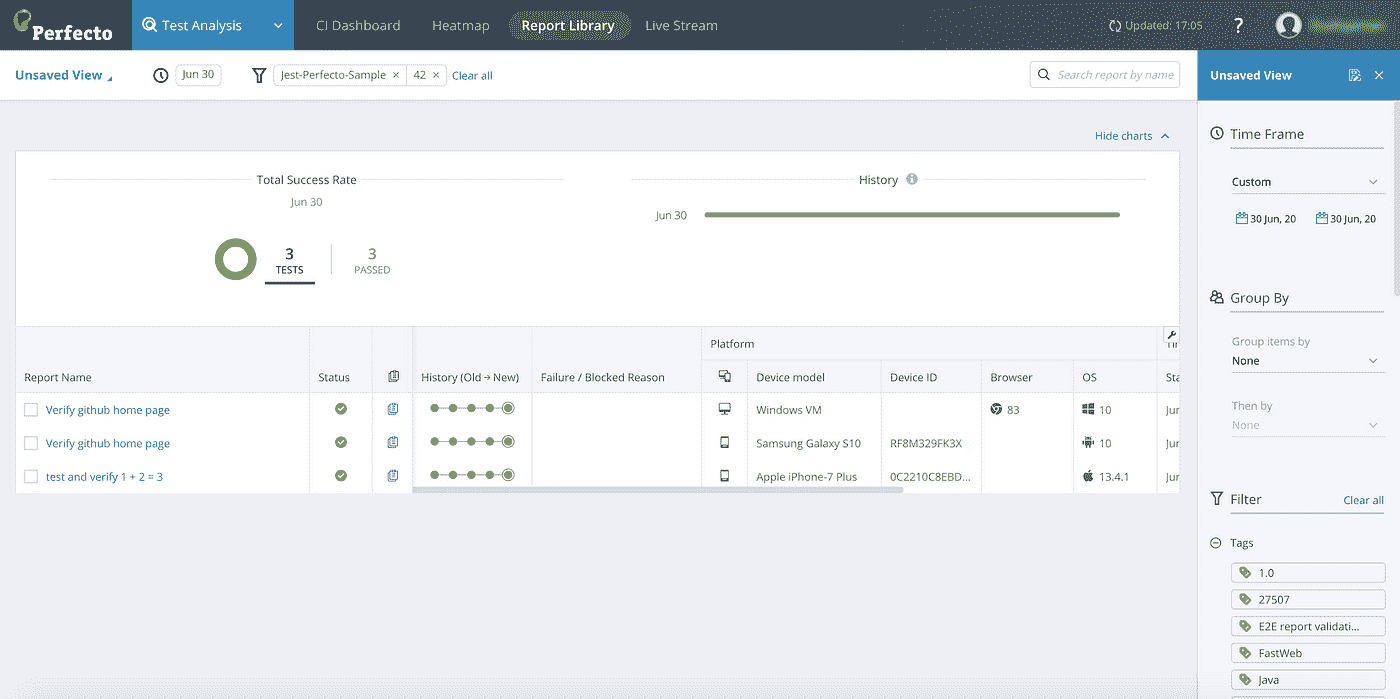 Perfecto
Test Analysis
CI Dashboard
Heatmap
Report Library
Live Stream
Updated: 17:05
?
Unsaved View
Jun 30
Jest-Perfecto-Sample ×
42 ×
Clear all
Search report by name
Unsaved View
Hide charts
Total Success Rate
Jun 30
3
TESTS
3
PASSED
History
Jun 30
Platform
Report Name
Status
History (Old → New)
Failure / Blocked Reason
Device model
Device ID
Browser
OS
Sta
Verify github home page
Windows VM
83
10
Jun
Verify github home page
Samsung Galaxy S10
RF8M329FK3X
10
Jun
test and verify 1 + 2 = 3
Apple iPhone-7 Plus
0C2210C8EBD...
13.4.1
Jun
Time Frame
Custom
30 Jun, 20
30 Jun, 20
Group By
Group items by
None
Then by
None
Filter
Clear all
Tags
1.0
27507
E2E report validati...
FastWeb
Java